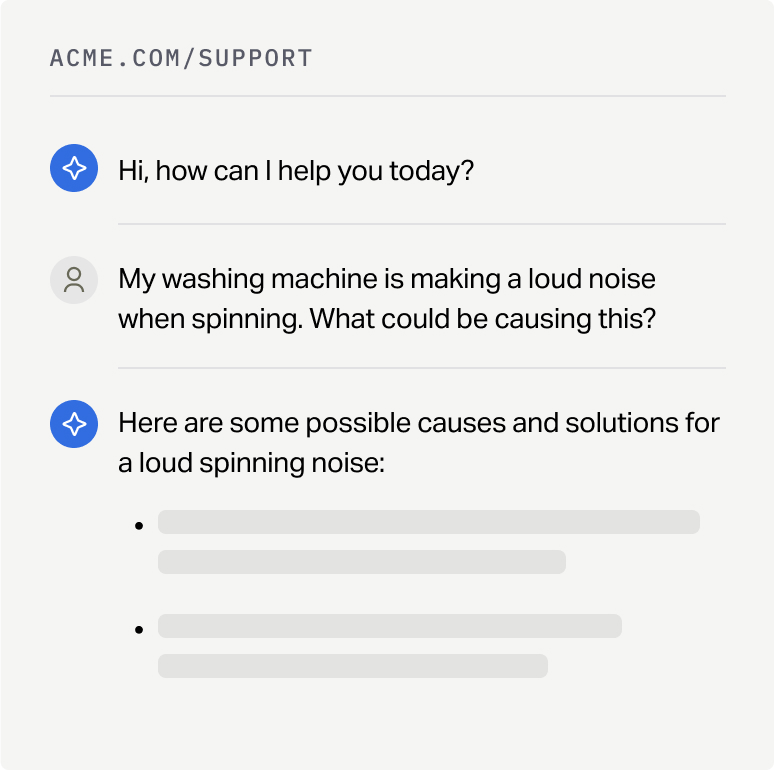 ACME.COM/SUPPORT
Hi, how can I help you today?
My washing machine is making a loud noise
when spinning. What could be causing this?
Here are some possible causes and solutions for
a loud spinning noise: